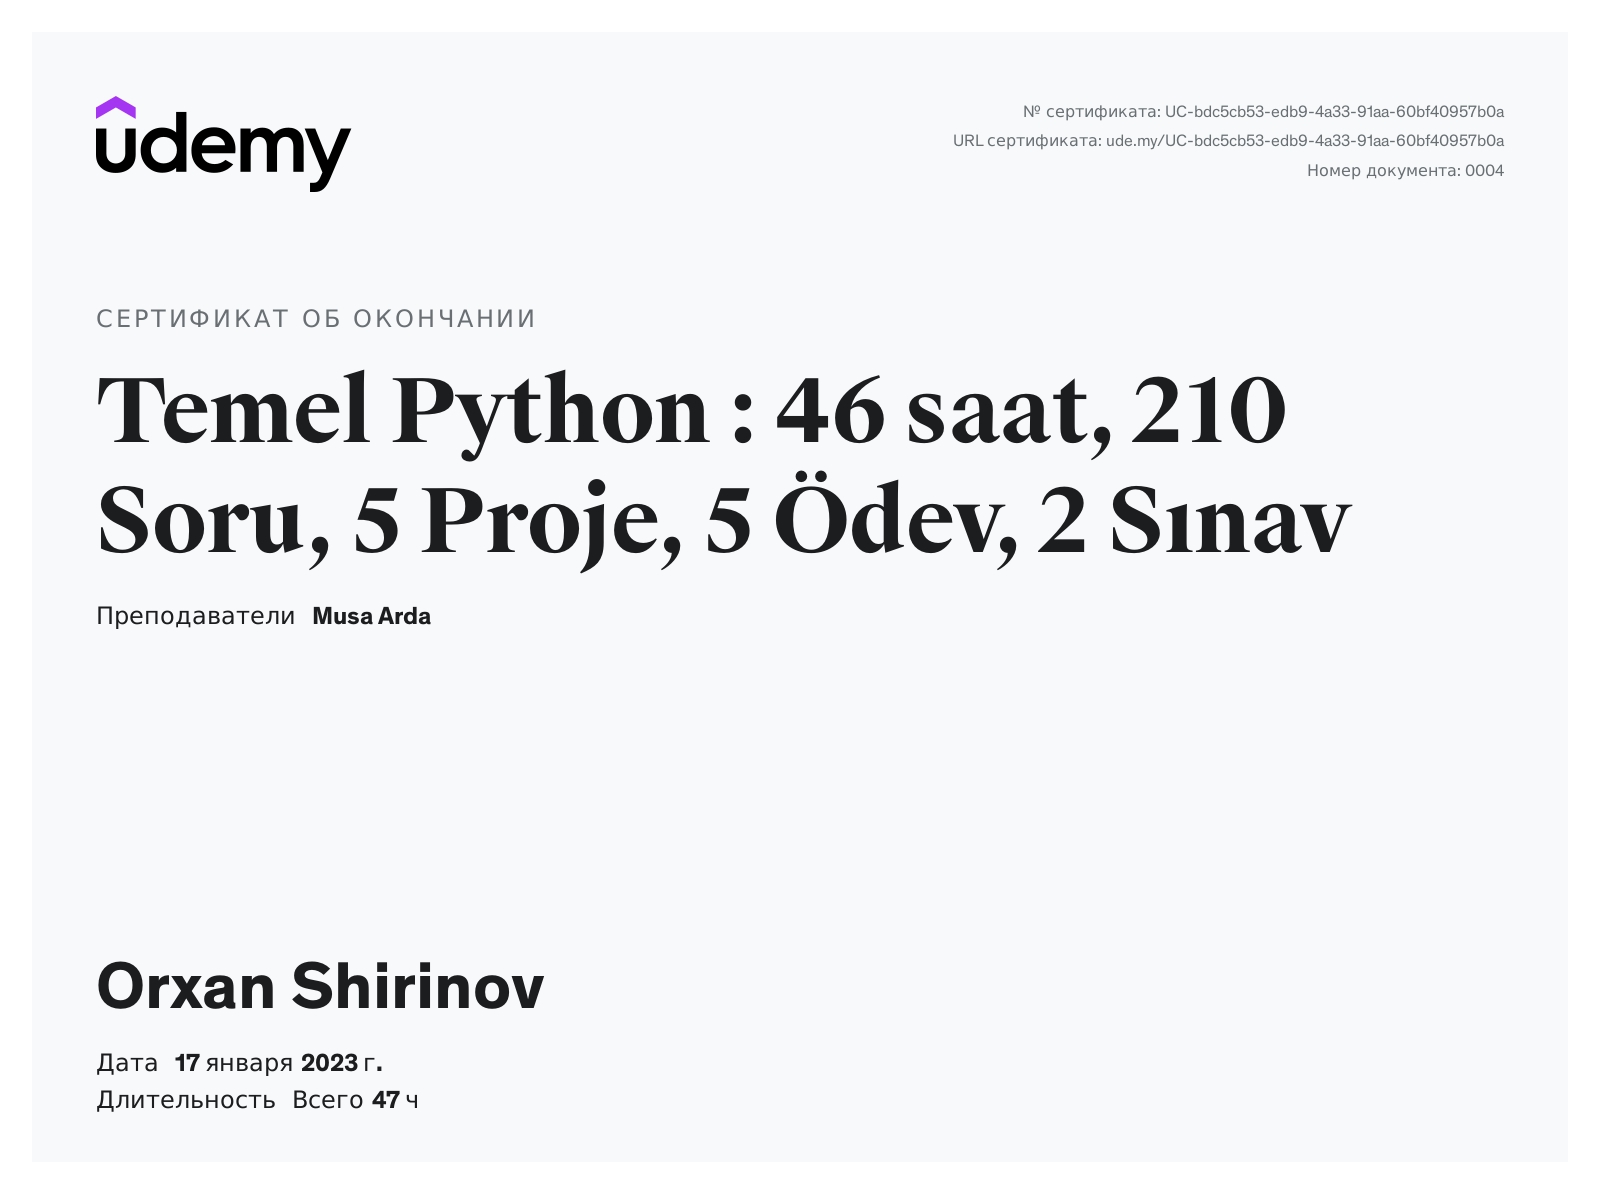 udemy
№ сертификата: UC-bdc5cb53-edb9-4a33-91aa-60bf40957b0a
URL сертификата: ude.my/UC-bdc5cb53-edb9-4a33-91aa-60bf40957b0a
Номер документа: 0004
СЕРТИФИКАТ ОБ ОКОНЧАНИИ
Temel Python : 46 saat, 210
Soru, 5 Proje, 5 Ödev, 2 Sınav
Преподаватели Musa Arda
Orxan Shirinov
Дата 17 января 2023 г.
Длительность Всего 47 ч